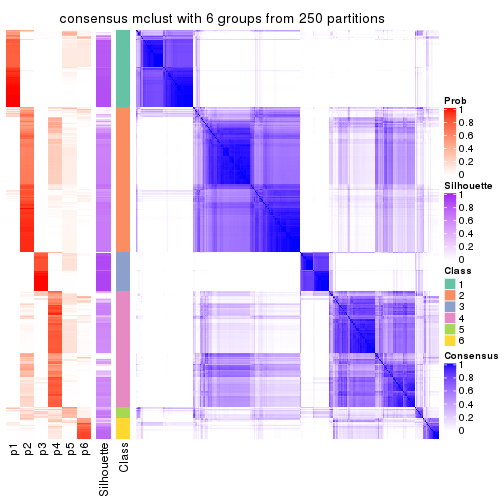 consensus mclust with 6 groups from 250 partitions
Prob
1
0.8
0.6
0.4
0.2
0
Silhouette
1
0.8
0.6
0.4
0.2
0
Class
1
2
3
4
5
6
Consensus
1
0.8
0.6
0.4
0.2
0
p1
p2
p3
p4
p5
p6
Silhouette
Class